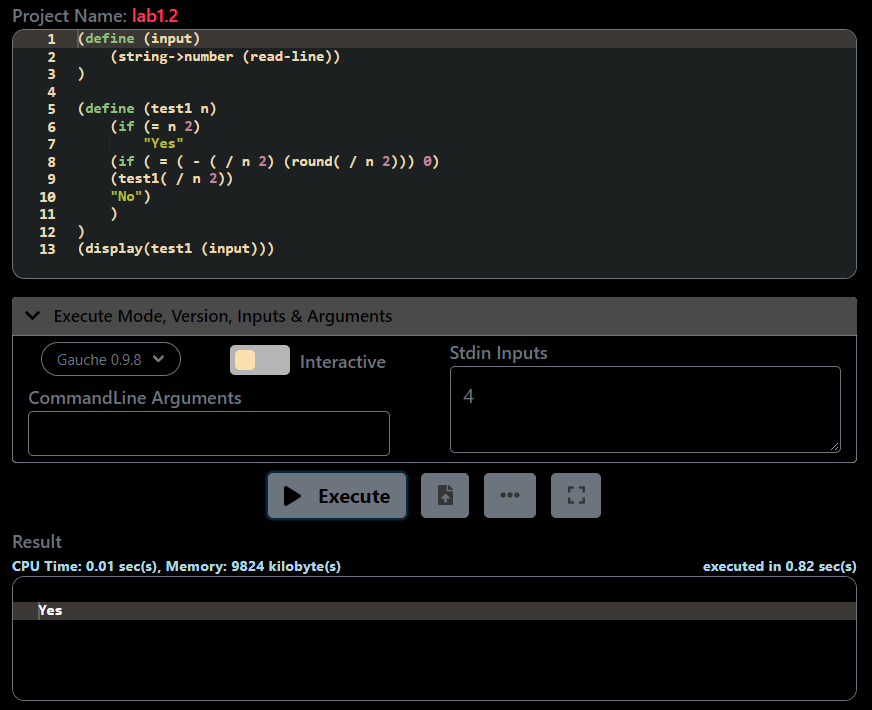 Project Name: lab1.2
1 (define (input)
2     (string->number (read-line))
3 )
4
5 (define (test1 n)
6     (if (= n 2)
7         "Yes"
8     (if ( = ( - ( / n 2) (round( / n 2))) 0)
9     (test1( / n 2))
10     "No")
11     )
12 )
13 (display(test1 (input)))
Execute Mode, Version, Inputs & Arguments
Gauche 0.9.8
Interactive
Stdin Inputs
4
CommandLine Arguments
Execute
Result
CPU Time: 0.01 sec(s), Memory: 9824 kilobyte(s)
executed in 0.82 sec(s)
Yes